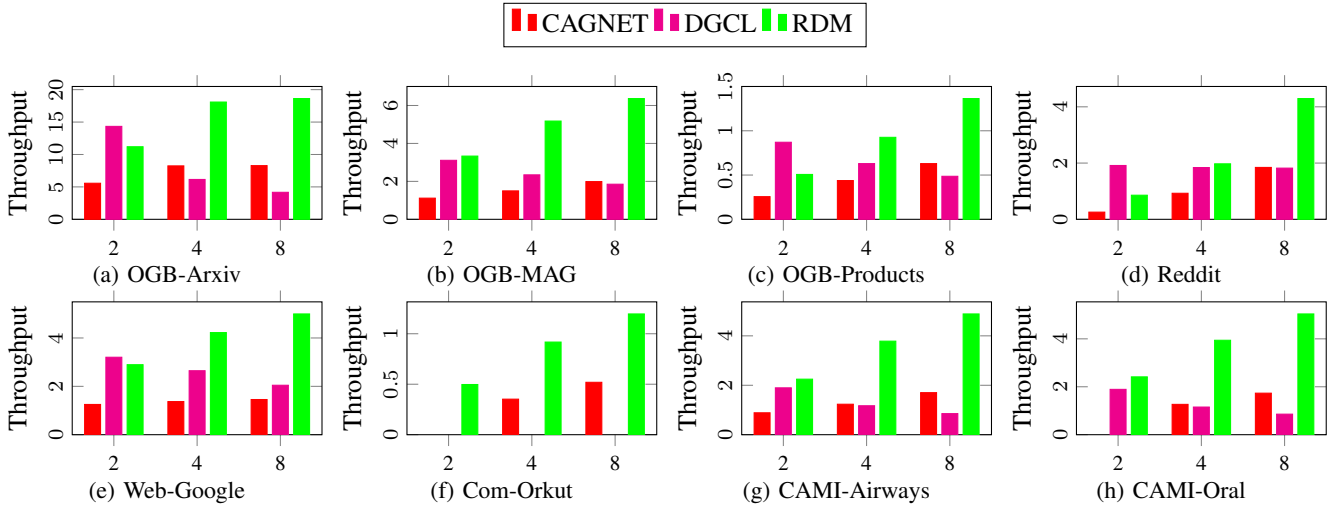 CAGNET DGCL RDM
Throughput
0 5 10 15 20
2 4 8
(a) OGB-Arxiv
Throughput
0 2 4 6
2 4 8
(b) OGB-MAG
Throughput
0 0.5 1 1.5
2 4 8
(c) OGB-Products
Throughput
0 2 4
2 4 8
(d) Reddit
Throughput
0 2 4
2 4 8
(e) Web-Google
Throughput
0 0.5 1
2 4 8
(f) Com-Orkut
Throughput
0 2 4
2 4 8
(g) CAMI-Airways
Throughput
0 2 4
2 4 8
(h) CAMI-Oral